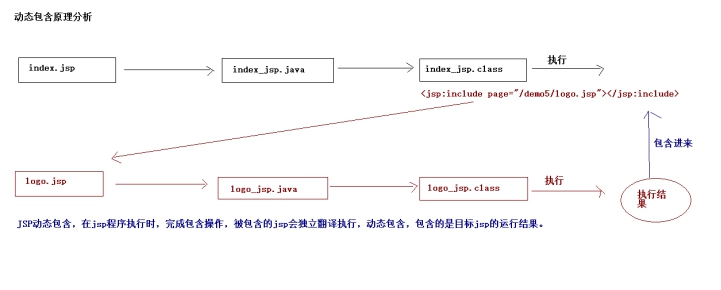 动态包含原理分析
执行
index.jsp
index_jsp.java
index_jsp.class
<jsp:include page="/demo5/logo.jsp"></jsp:include>
包含进来
logo.jsp
logo_jsp.java
logo_jsp.class
执行
执行结
果
JSP动态包含，在jsp程序执行时，完成包含操作，被包含的jsp会独立翻译执行，动态包含，包含的是目标jsp的运行结果。